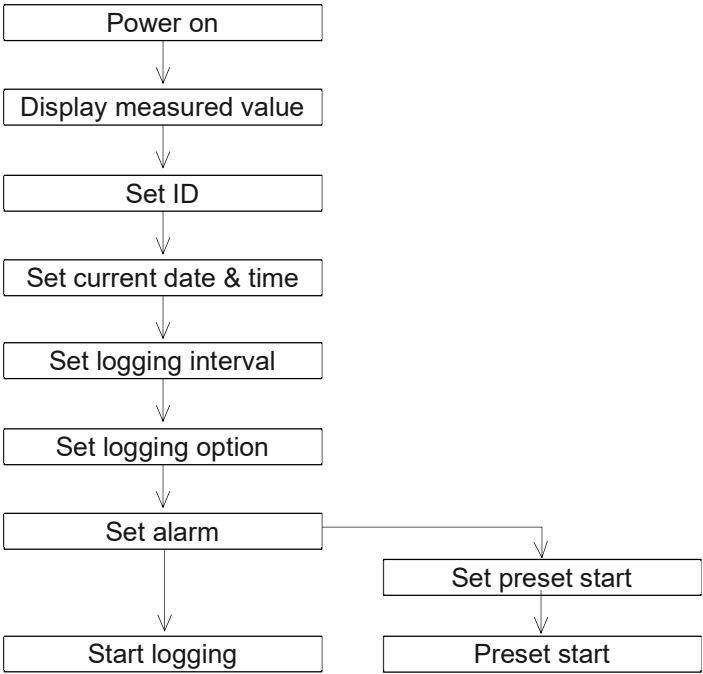 Power on
Display measured value
Set ID
Set current date & time
Set logging interval
Set logging option
Set alarm
Set preset start
Start logging
Preset start